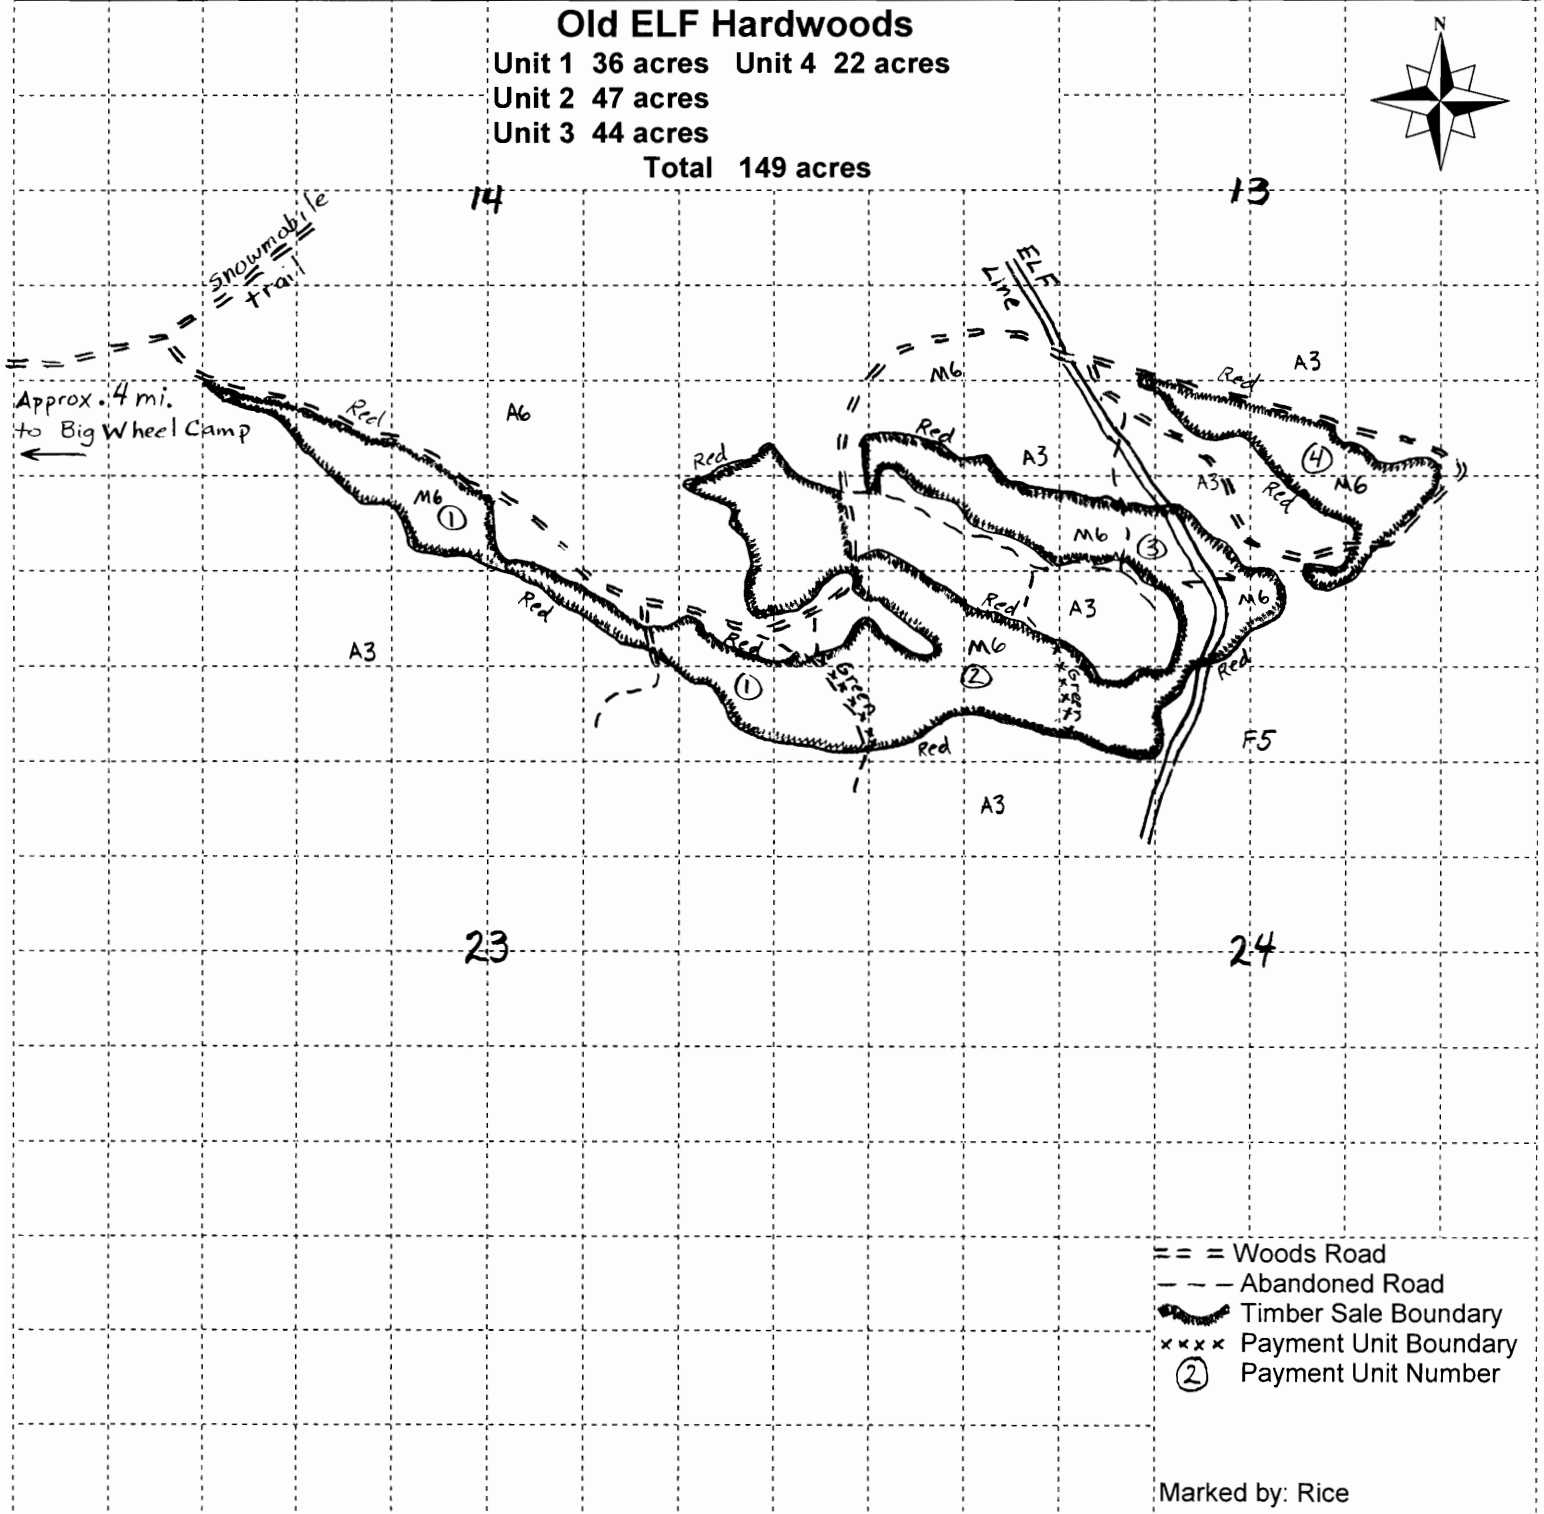 Old ELF Hardwoods
N
Unit 1 36 acres Unit 4 22 acres
Unit 2 47 acres
Unit 3 44 acres
Total 149 acres
14
13
Snowmobile
trail
ELF
Line
A3
M6
Red
Approx. .4 mi.
to Big Wheel Camp
Red
A6
Red
Red
A3
4
A3
M6
Red
M6
1
M6
3
Red
Red
A3
M6
A3
Red
M6
Red
1
Green
2
Green
Red
F5
A3
23
24
Woods Road
Abandoned Road
Timber Sale Boundary
Payment Unit Boundary
2 Payment Unit Number
Marked by: Rice